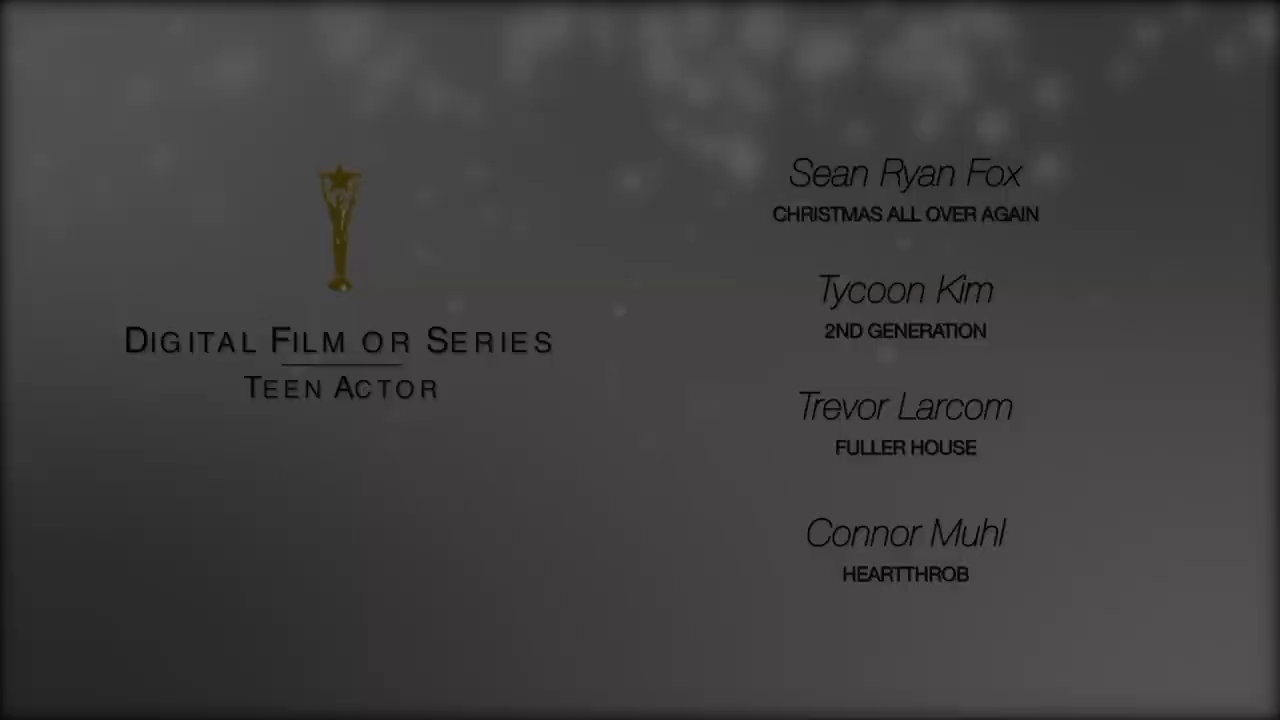 DIGITAL FILM OR SERIES
TEEN ACTOR
Sean Ryan Fox
CHRISTMAS ALL OVER AGAIN
Tycoon Kim
2ND GENERATION
Trevor Larcom
FULLER HOUSE
Connor Muhl
HEARTTHROB